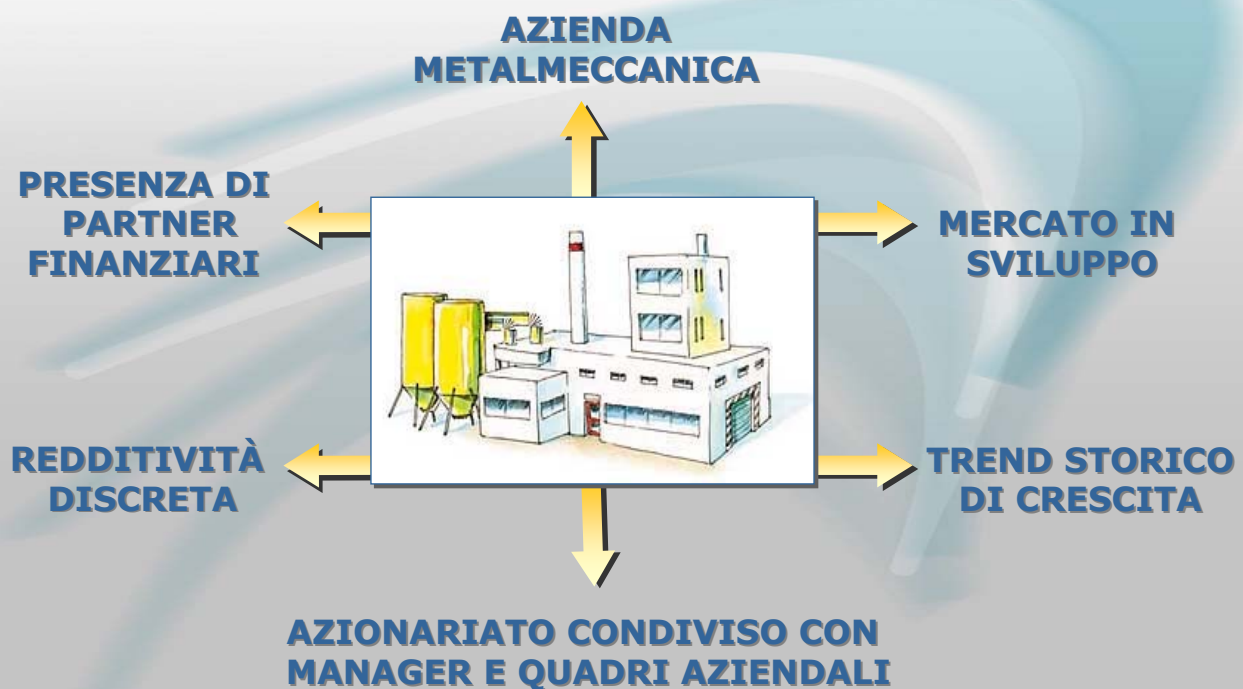 AZIENDA
METALMECCANICA
PRESENZA DI
PARTNER
FINANZIARI
MERCATO IN
SVILUPPO
REDDITIVITÀ
DISCRETA
TREND STORICO
DI CRESCITA
AZIONARIATO CONDIVISO CON
MANAGER E QUADRI AZIENDALI